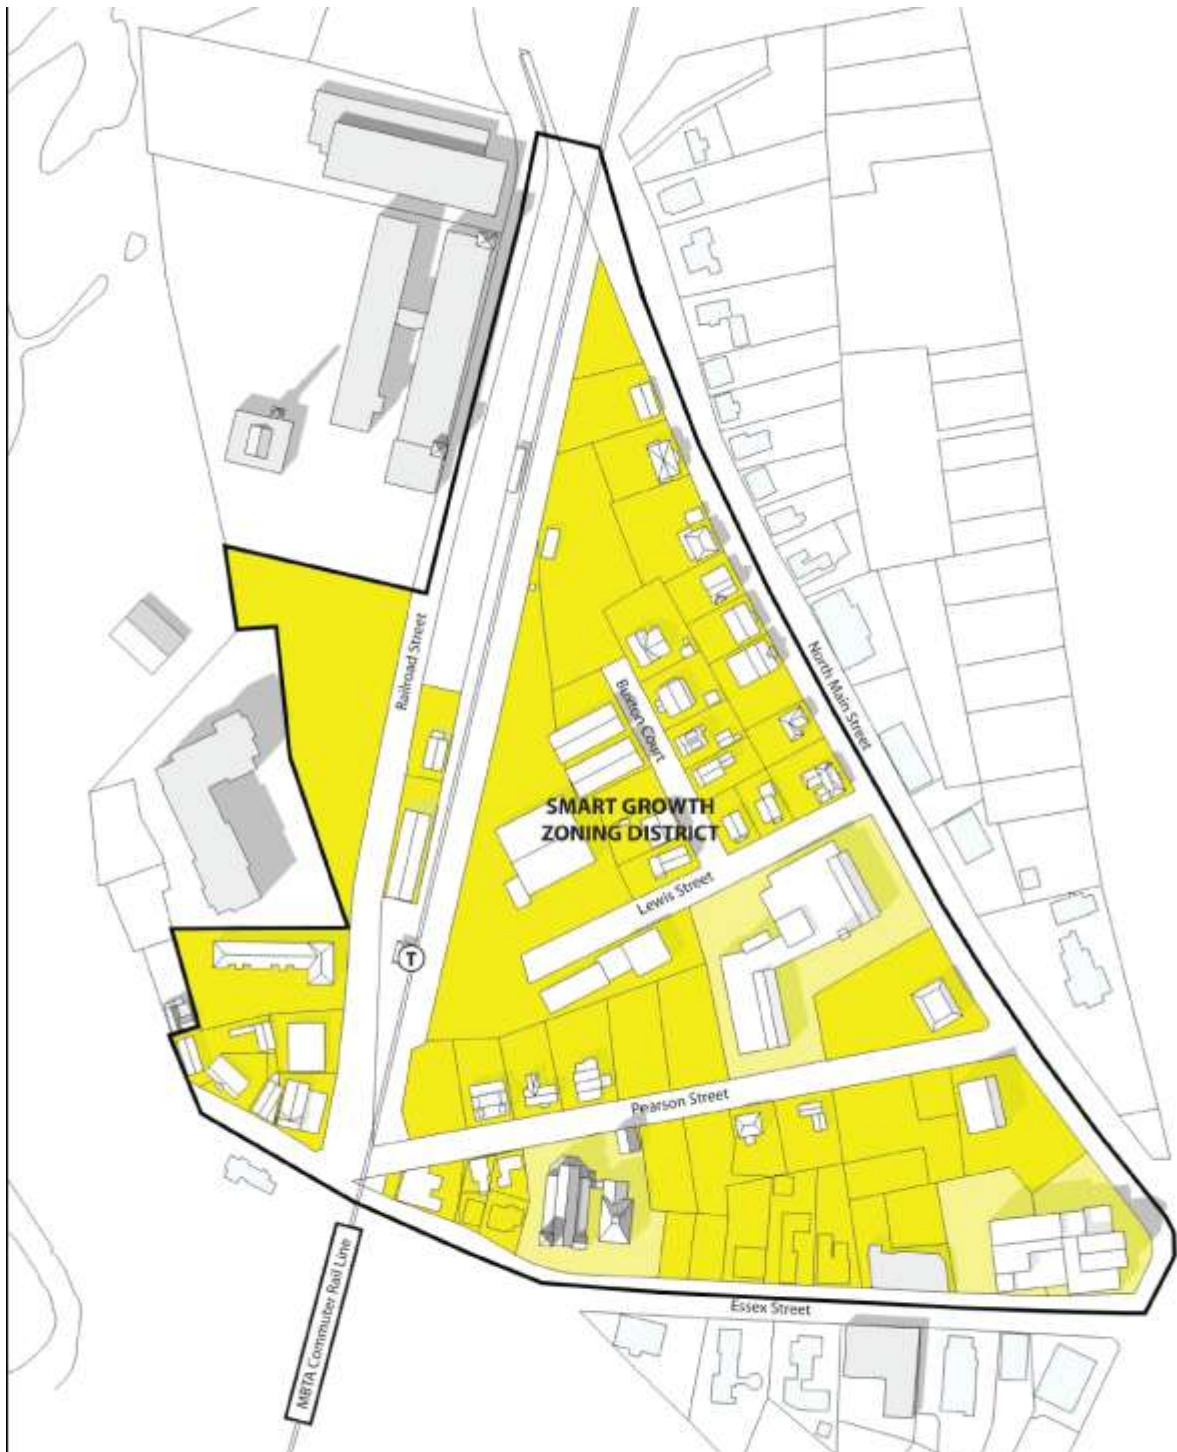 Railroad Street
North Main Street
Buxton Court
SMART GROWTH
ZONING DISTRICT
Lewis Street
T
Pearson Street
MBTA Commuter Rail Line
Essex Street